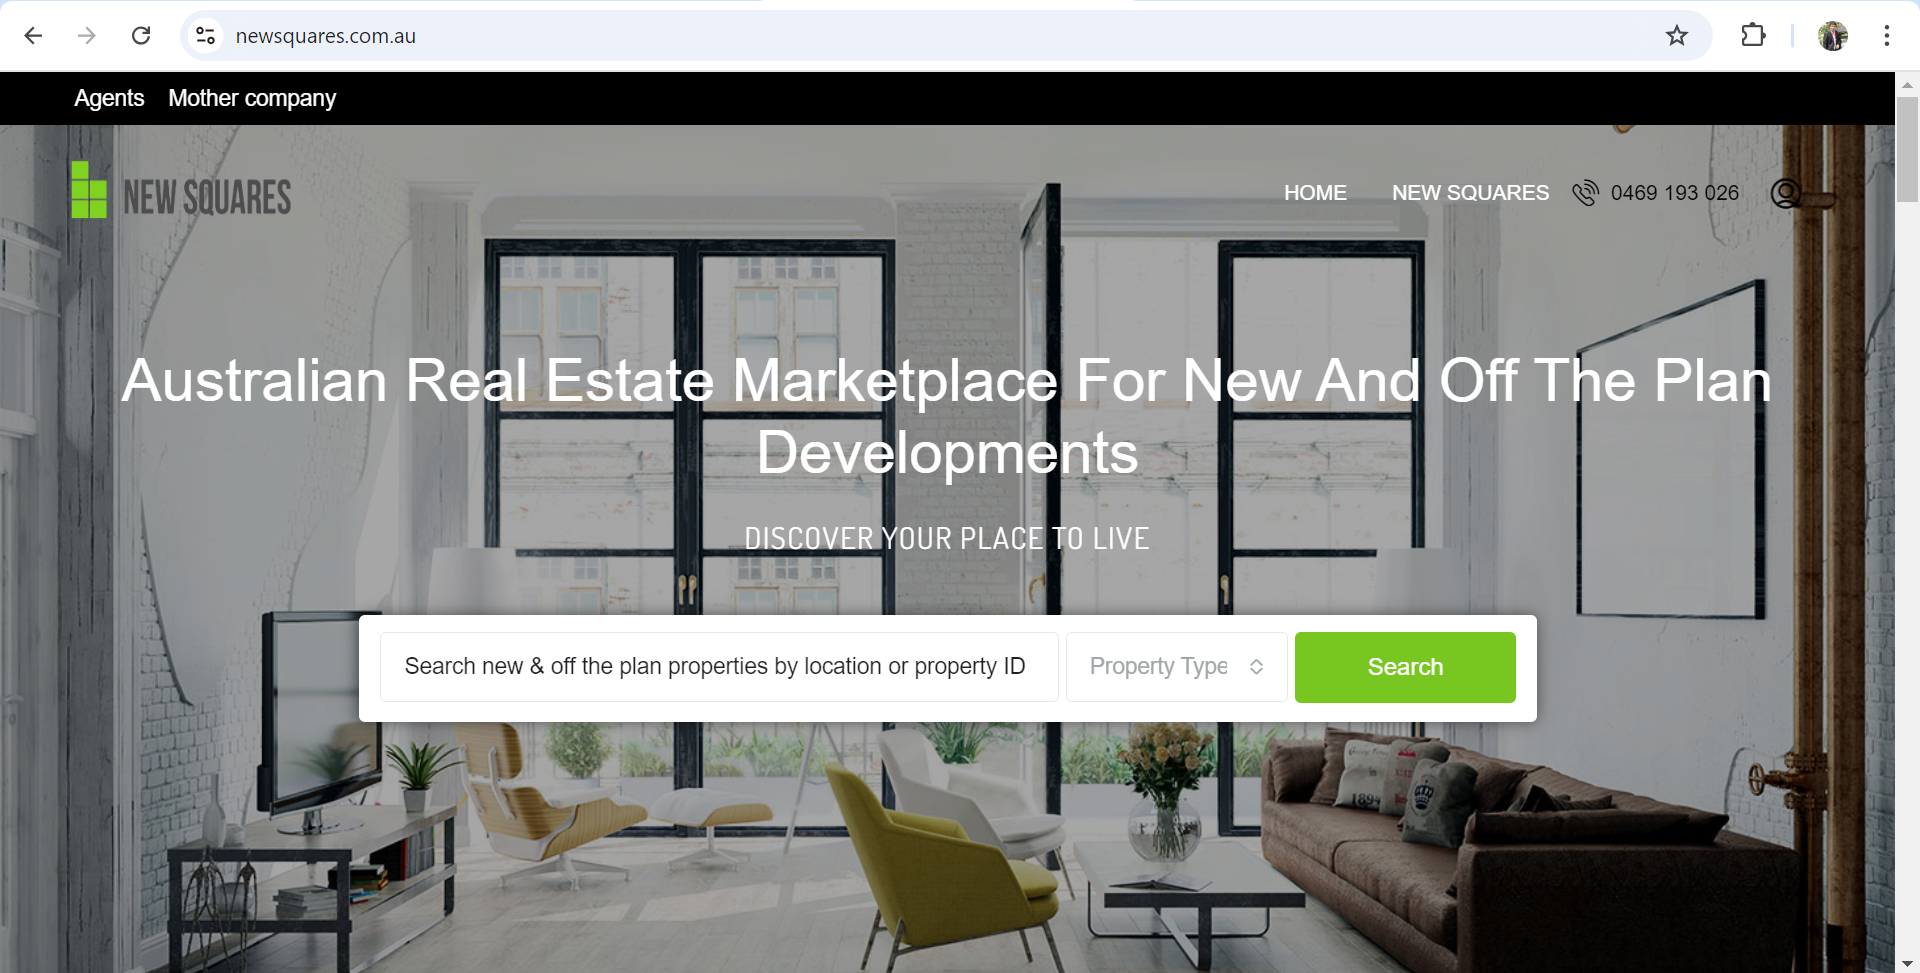 newsquares.com.au
Agents Mother company
NEW SQUARES
HOME NEW SQUARES 0469 193 026
Australian Real Estate Marketplace For New And Off The Plan
Developments
DISCOVER YOUR PLACE TO LIVE
Search new & off the plan properties by location or property ID
Property Type
Search
1894